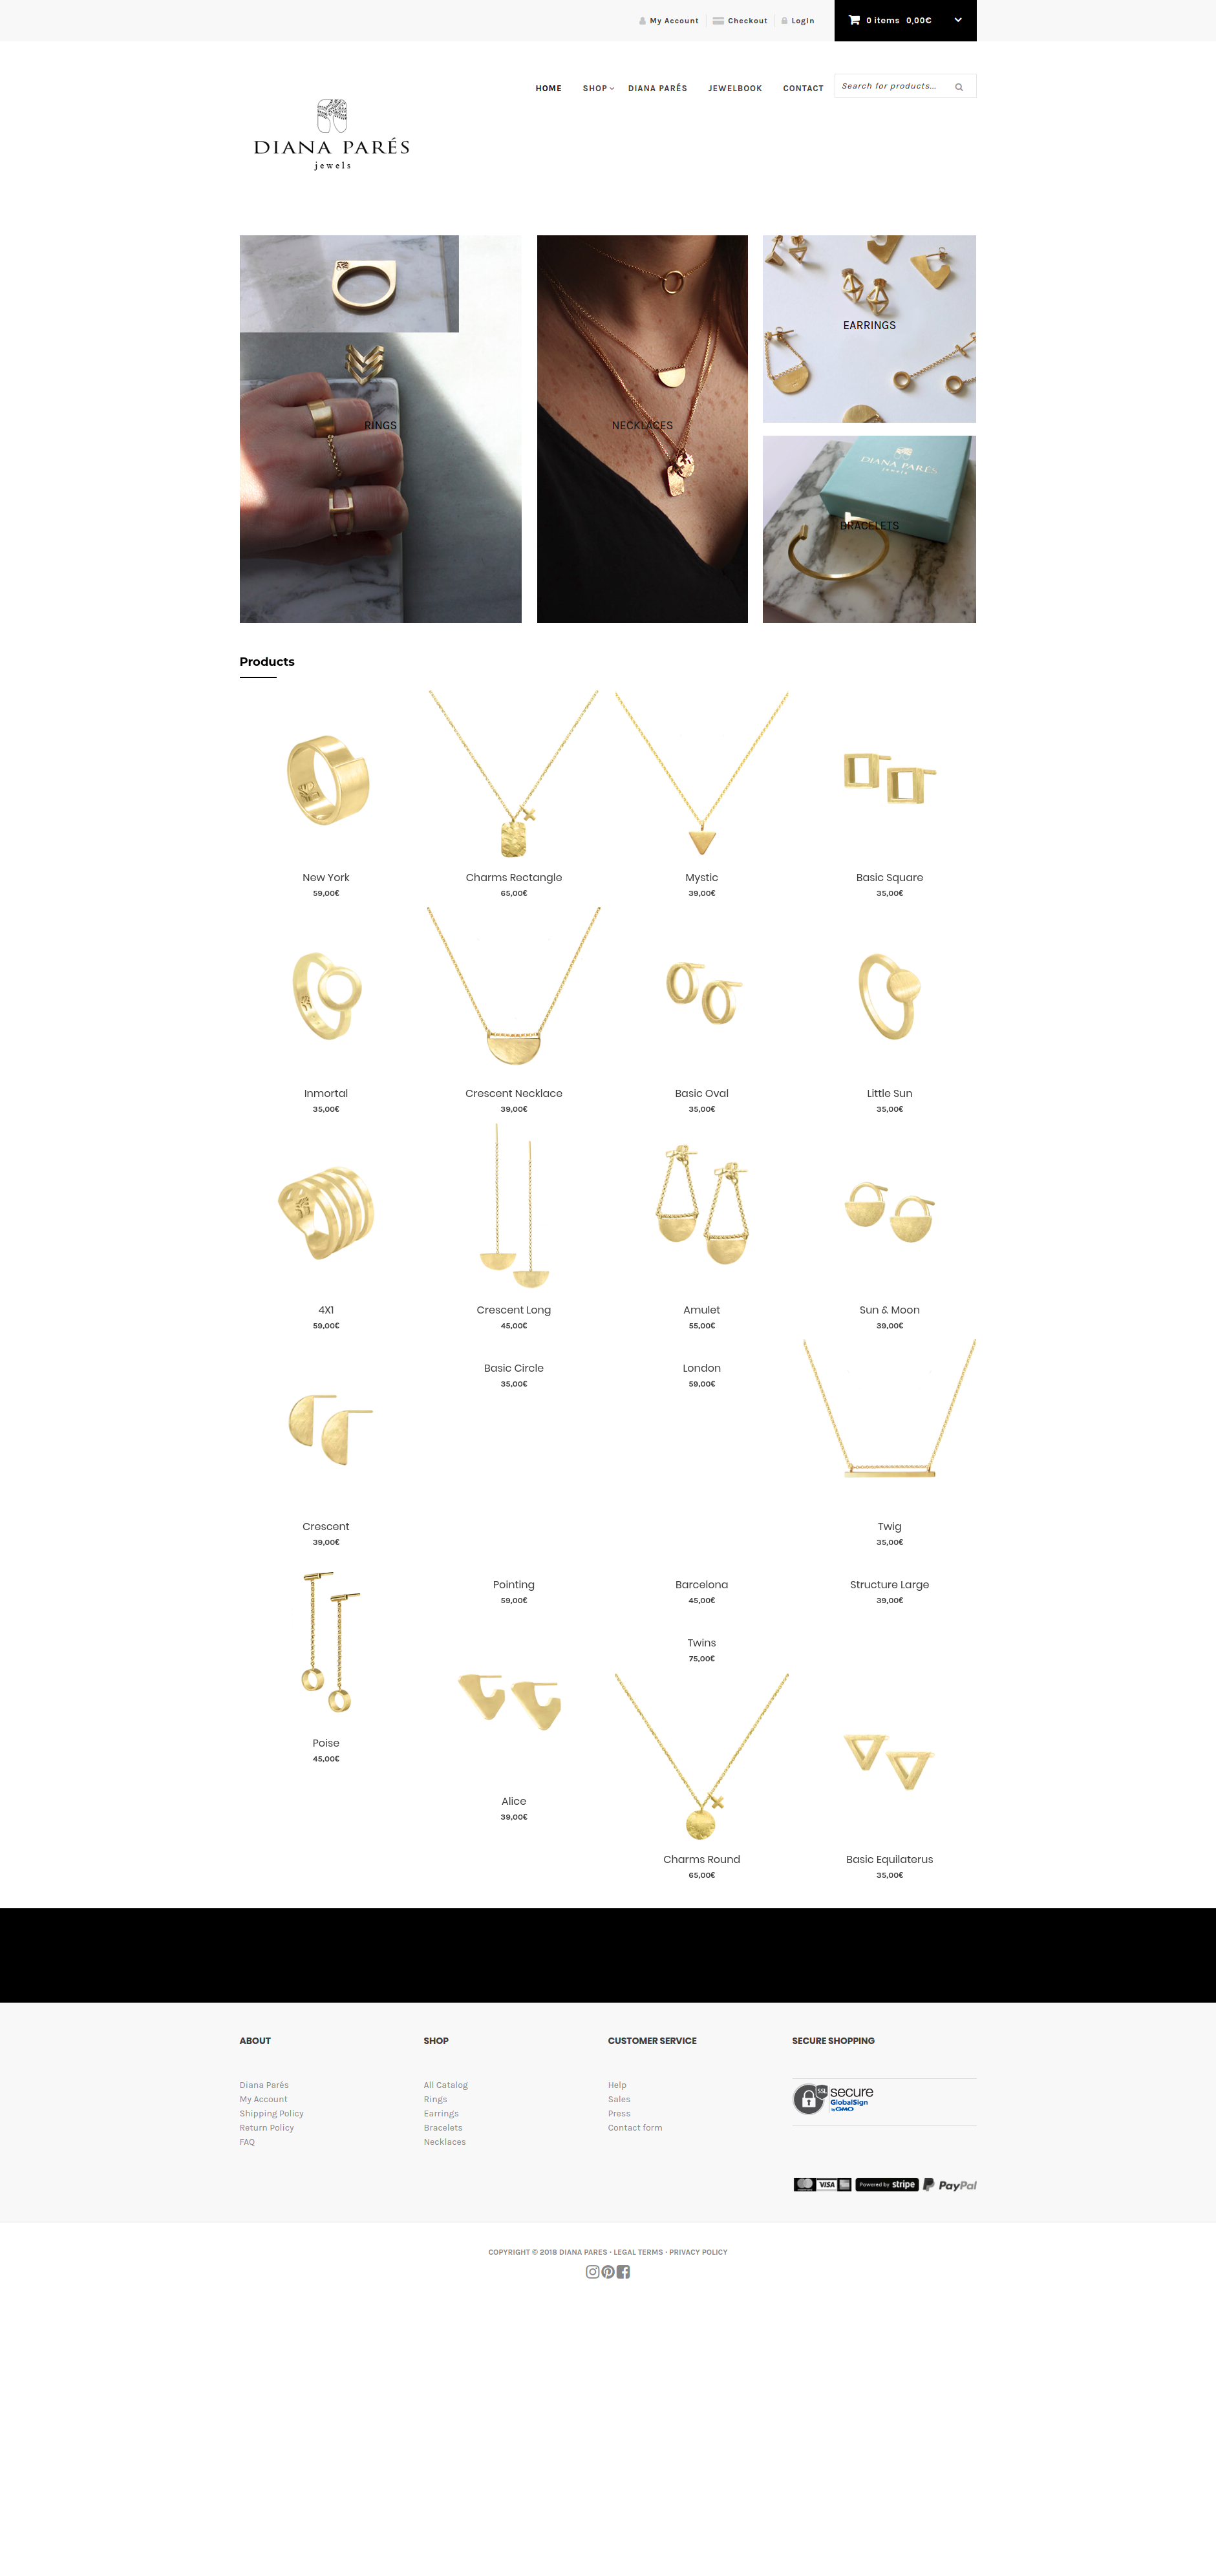 My Account
Checkout
Login
0 items 0,00€
HOME
SHOP
DIANA PARÉS
JEWELBOOK
CONTACT
Search for products...
DIANA PARÉS
jewels
RINGS
NECKLACES
EARRINGS
DIANA PARÉS
jewels
BRACELETS
Products
New York
59,00€
Charms Rectangle
65,00€
Mystic
39,00€
Basic Square
35,00€
Inmortal
35,00€
Crescent Necklace
39,00€
Basic Oval
35,00€
Little Sun
35,00€
4X1
59,00€
Crescent Long
45,00€
Amulet
55,00€
Sun & Moon
39,00€
Crescent
39,00€
Basic Circle
35,00€
London
59,00€
Twig
35,00€
Poise
45,00€
Pointing
59,00€
Barcelona
45,00€
Structure Large
39,00€
Alice
39,00€
Twins
75,00€
Charms Round
65,00€
Basic Equilaterus
35,00€
ABOUT
Diana Parés
My Account
Shipping Policy
Return Policy
FAQ
SHOP
All Catalog
Rings
Earrings
Bracelets
Necklaces
CUSTOMER SERVICE
Help
Sales
Press
Contact form
SECURE SHOPPING
SSL
secure
GlobalSign
by GMO
VISA
Powered by stripe
PayPal
COPYRIGHT © 2018 DIANA PARES · LEGAL TERMS · PRIVACY POLICY